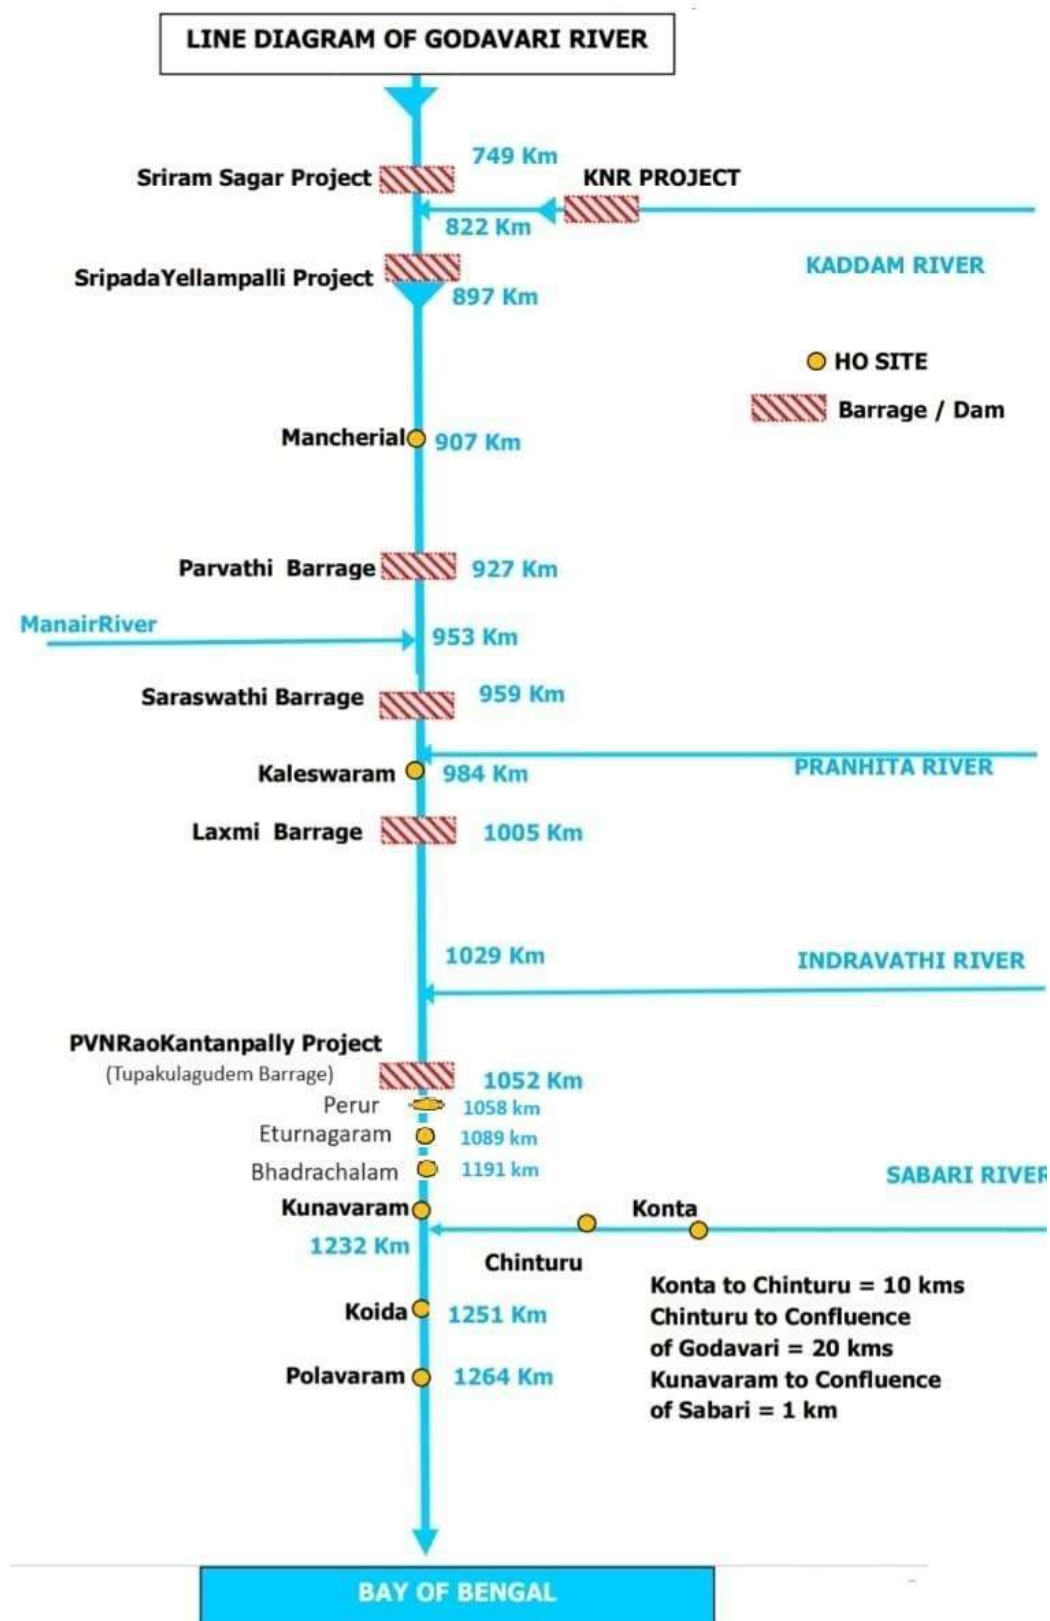 LINE DIAGRAM OF GODAVARI RIVER
749 Km
Sriram Sagar Project
KNR PROJECT
822 Km
KADDAM RIVER
SripadaYellampalli Project
897 Km
HO SITE
Barrage / Dam
Mancherial
907 Km
Parvathi Barrage
927 Km
ManairRiver
953 Km
Saraswathi Barrage
959 Km
PRANHITA RIVER
Kaleswaram
984 Km
Laxmi Barrage
1005 Km
1029 Km
INDRAVATHI RIVER
PVNRaoKantanpally Project
(Tupakulagudem Barrage)
1052 Km
Perur
1058 km
Eturnagaram
1089 km
Bhadrachalam
1191 km
SABARI RIVER
Kunavaram
Konta
1232 Km
Chinturu
Koida
1251 Km
Polavaram
1264 Km
Konta to Chinturu = 10 kms
Chinturu to Confluence
of Godavari = 20 kms
Kunavaram to Confluence
of Sabari = 1 km
BAY OF BENGAL